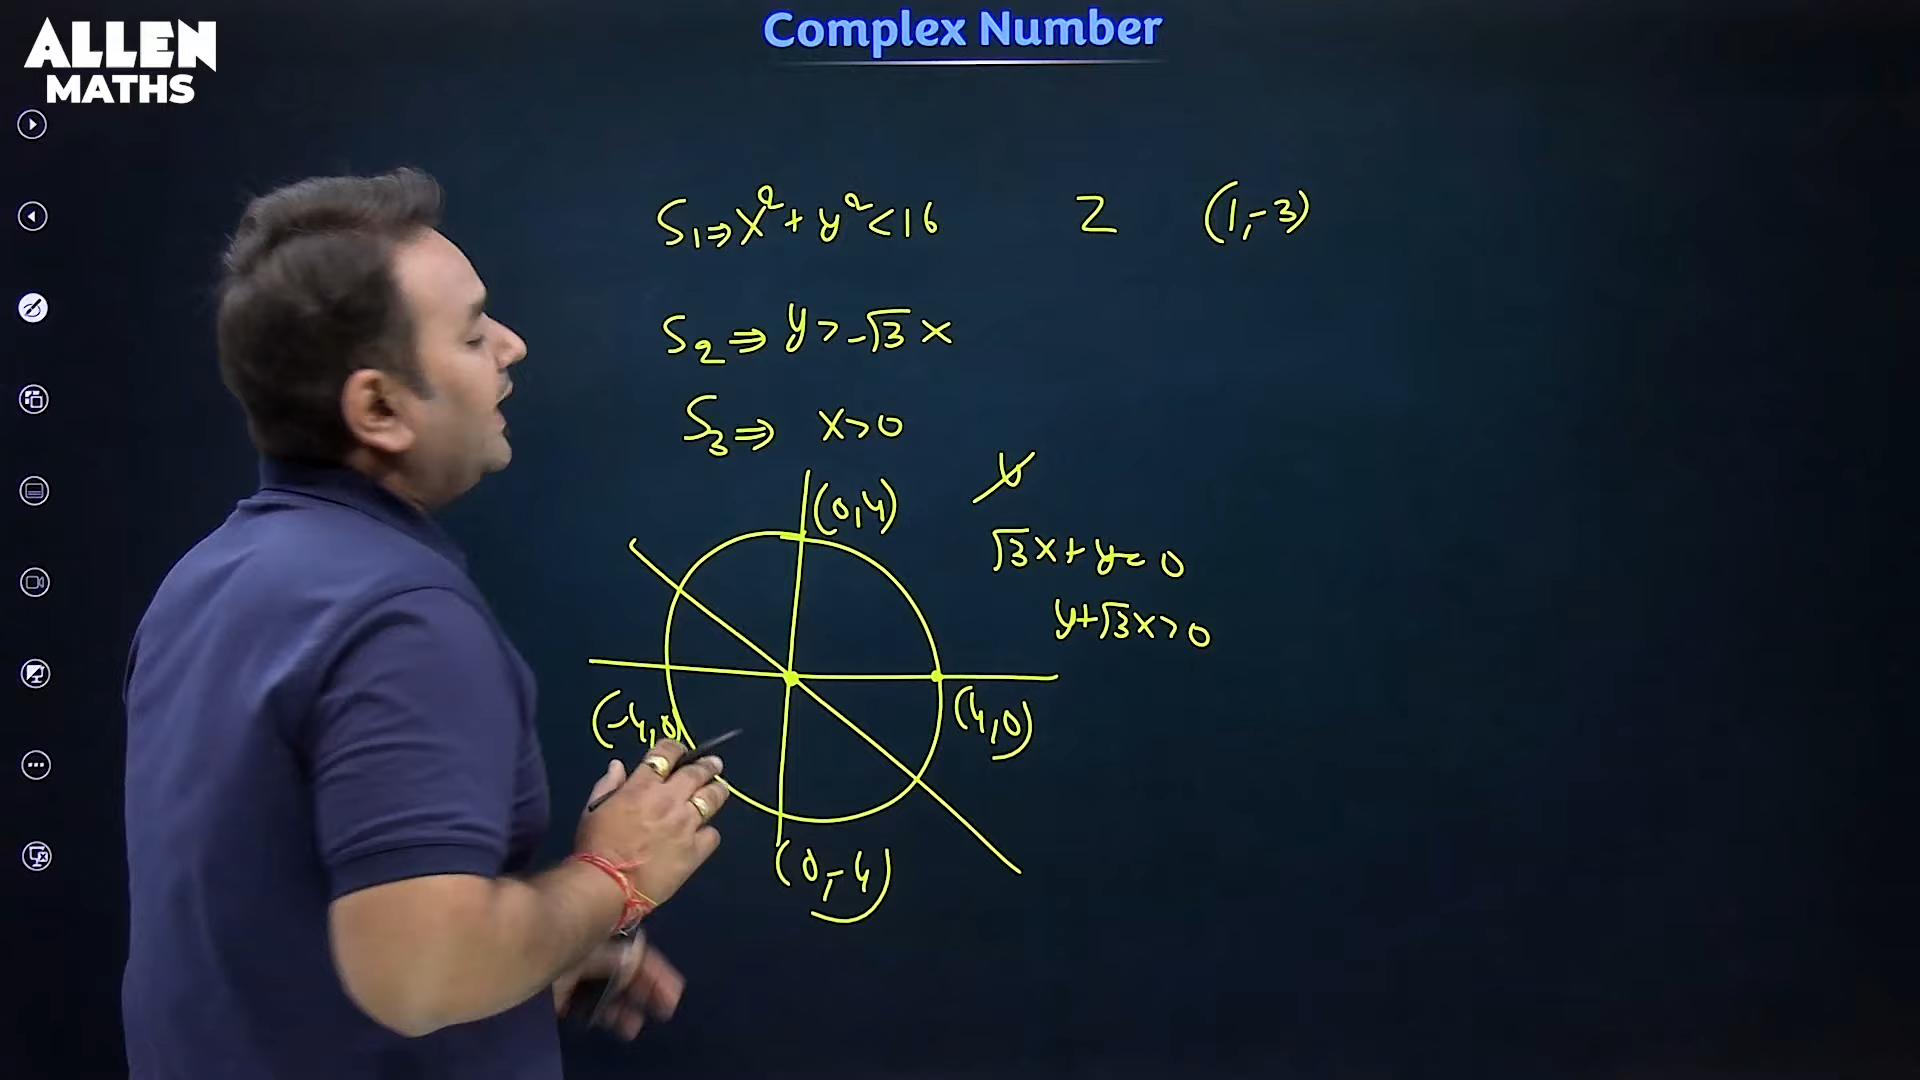 ALLEN
MATHS
Complex Number
S₁ ⇒ x² + y² < 16
Z
(1, -3)
S₂ ⇒ y > -√3 x
S₃ ⇒ x > 0
(0, 4)
√3x + y = 0
y + √3x > 0
(-4, 0)
(4, 0)
(0, -4)